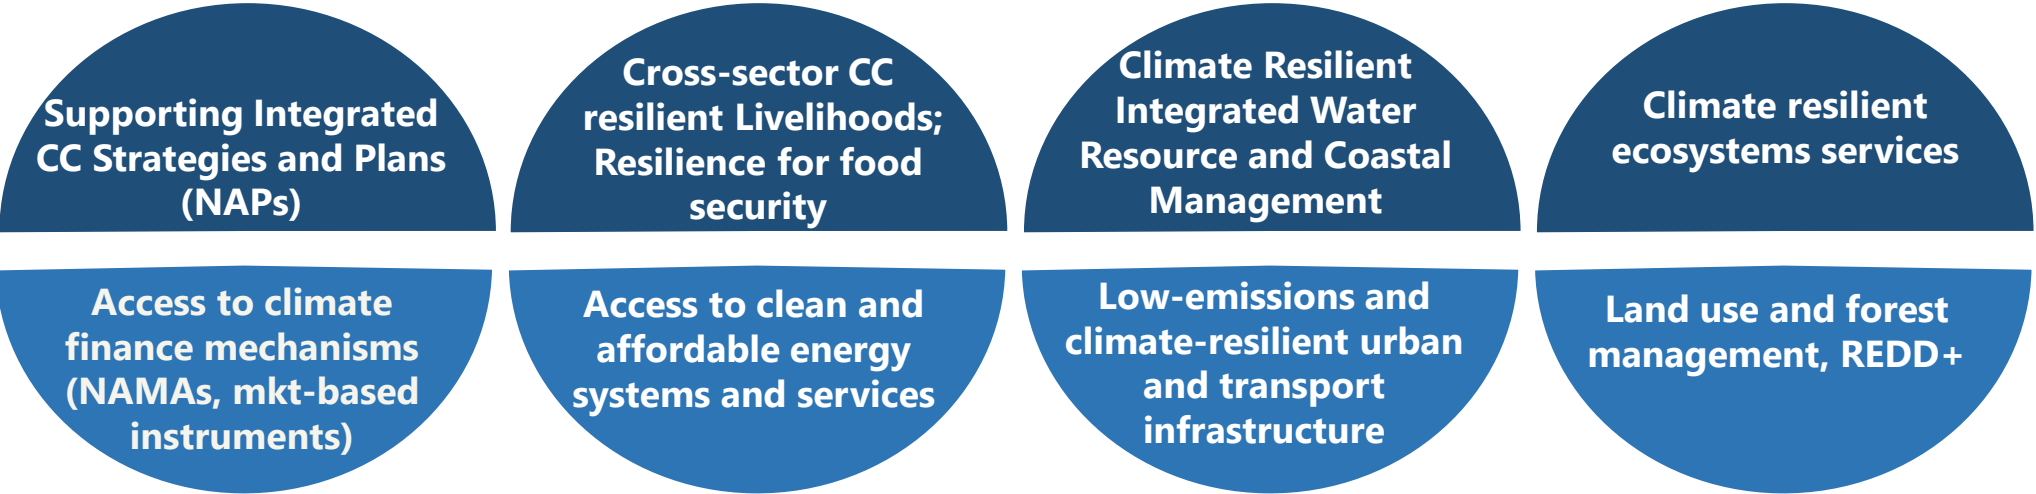 Supporting Integrated
CC Strategies and Plans
(NAPs)
Cross-sector CC
resilient Livelihoods;
Resilience for food
security
Climate Resilient
Integrated Water
Resource and Coastal
Management
Climate resilient
ecosystems services
Access to climate
finance mechanisms
(NAMAs, mkt-based
instruments)
Access to clean and
affordable energy
systems and services
Low-emissions and
climate-resilient urban
and transport
infrastructure
Land use and forest
management, REDD+